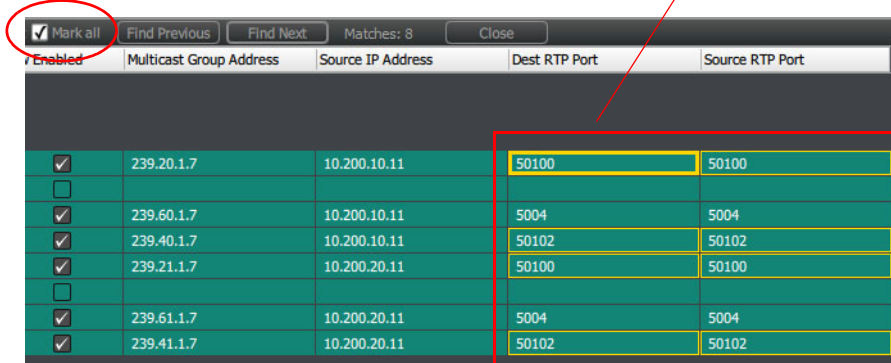 Mark all Find Previous Find Next Matches: 8 Close
Enabled Multicast Group Address Source IP Address Dest RTP Port Source RTP Port
239.20.1.7 10.200.10.11 50100 50100
239.60.1.7 10.200.10.11 5004 5004
239.40.1.7 10.200.10.11 50102 50102
239.21.1.7 10.200.20.11 50100 50100
239.61.1.7 10.200.20.11 5004 5004
239.41.1.7 10.200.20.11 50102 50102